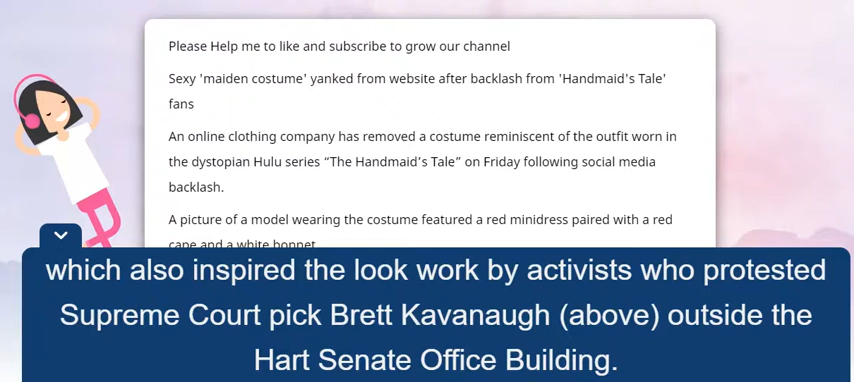 Please Help me to like and subscribe to grow our channel
Sexy 'maiden costume' yanked from website after backlash from 'Handmaid's Tale'
fans
An online clothing company has removed a costume reminiscent of the outfit worn in
the dystopian Hulu series “The Handmaid’s Tale” on Friday following social media
backlash.
A picture of a model wearing the costume featured a red minidress paired with a red
cape and a white bonnet
which also inspired the look work by activists who protested
Supreme Court pick Brett Kavanaugh (above) outside the
Hart Senate Office Building.